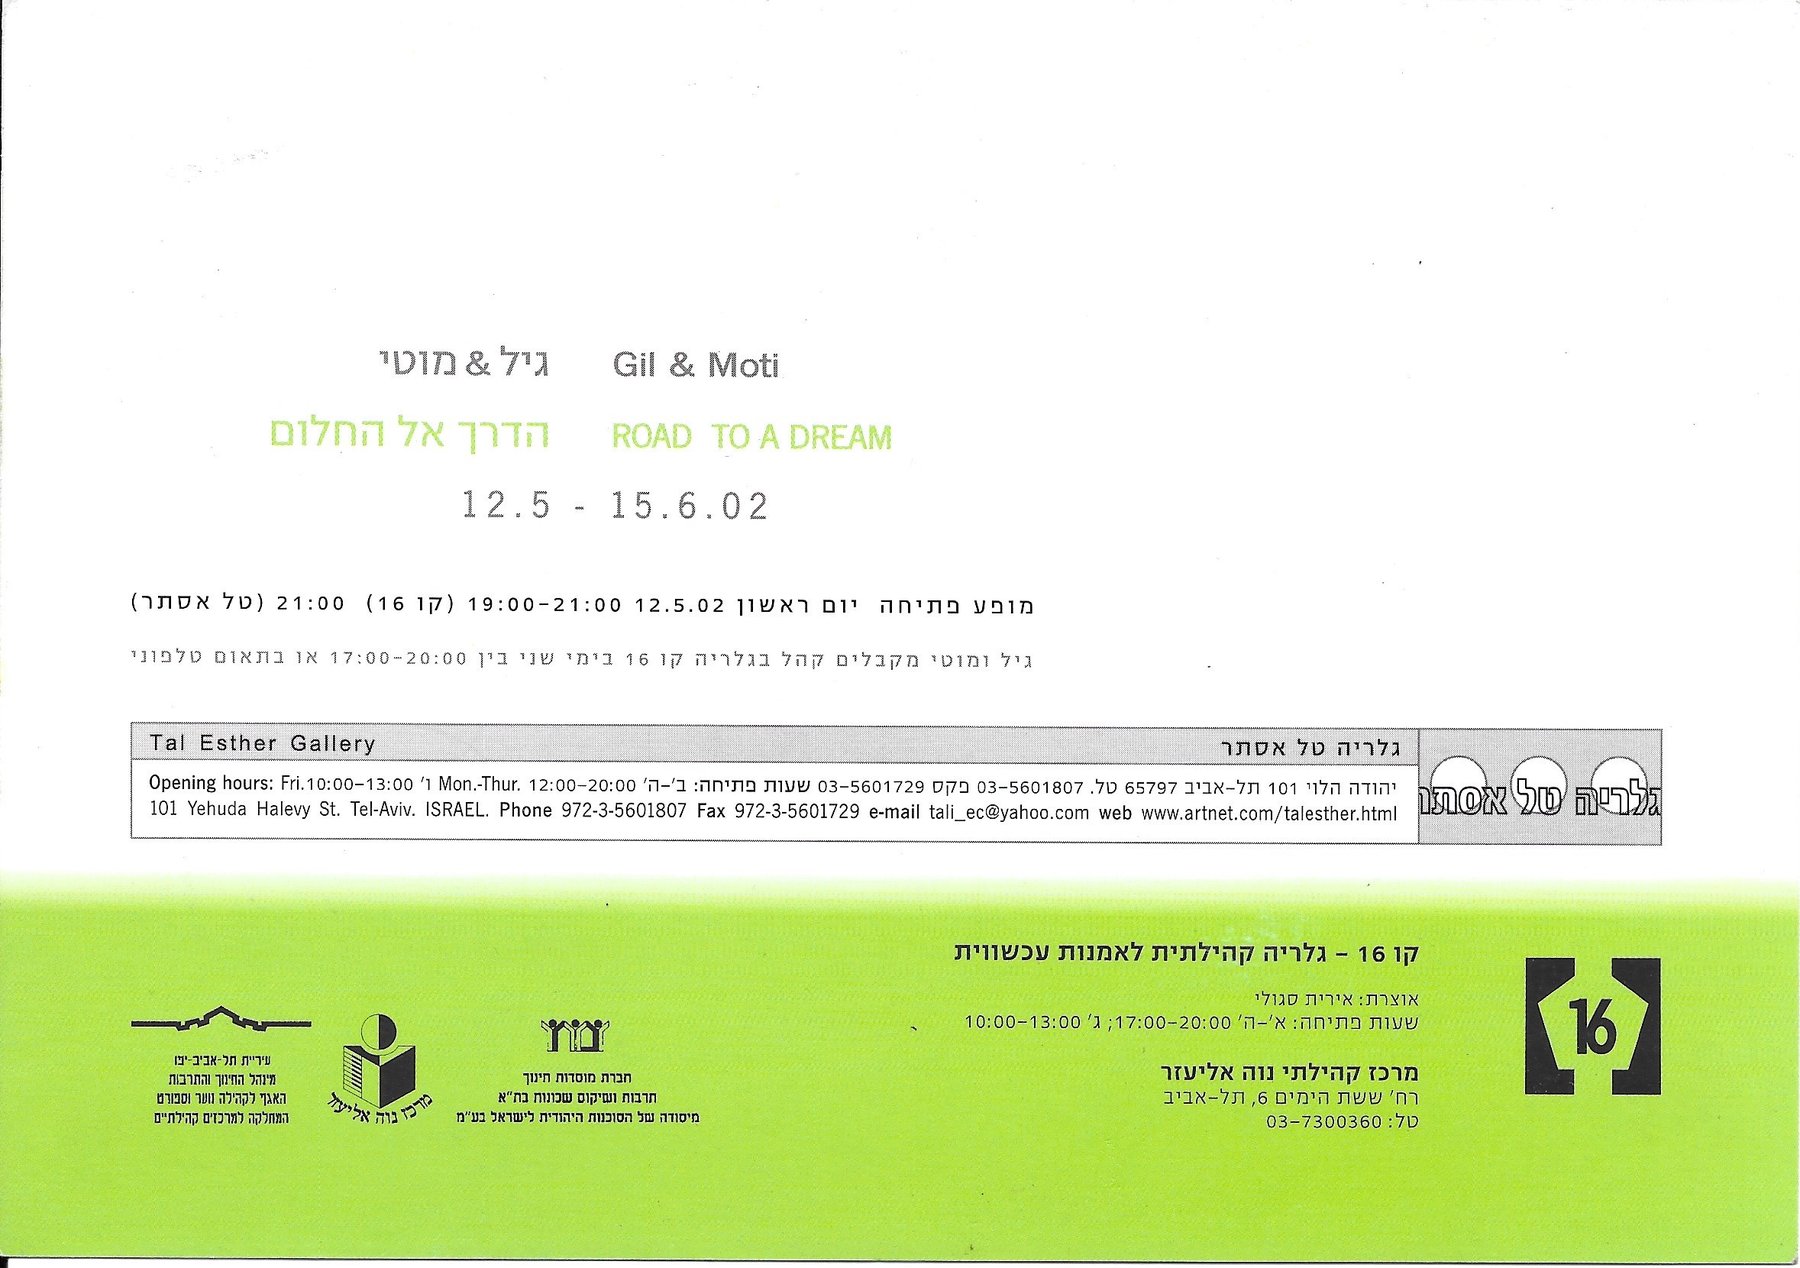 גיל & מוטי Gil & Moti
הדרך אל החלום ROAD TO A DREAM
12.5 - 15.6.02
מופע פתיחה יום ראשון 12.5.02 19:00-21:00 (קו 16) 21:00 (טל אסתר)
גיל ומוטי מקבלים קהל בגלריה קו 16 בימי שני בין 17:00-20:00 או בתאום טלפוני
Tal Esther Gallery גלריה טל אסתר
יהודה הלוי 101 תל-אביב 65797 טל. 03-5601807 פקס 03-5601729 שעות פתיחה: ב'-ה' 12:00-20:00 Mon.-Thur. ו' 10:00-13:00 Opening hours: Fri.
101 Yehuda Halevy St. Tel-Aviv. ISRAEL. Phone 972-3-5601807 Fax 972-3-5601729 e-mail tali_ec@yahoo.com web www.artnet.com/talesther.html
גלריה טל אסתר
קו 16 - גלריה קהילתית לאמנות עכשווית
אוצרת: אירית סגולי
שעות פתיחה: א'-ה' 17:00-20:00; ג' 10:00-13:00
מרכז קהילתי נוה אליעזר
רח' ששת הימים 6, תל-אביב
טל: 03-7300360
16
חברת מוסדות חינוך
תרבות ושיקום שכונות בת"א
מיסודה של הסוכנות היהודית לישראל בע"מ
מרכז נוה אליעזר
עיריית תל-אביב-יפו
מינהל החינוך והתרבות
האגף לקהילה נוער וספורט
המחלקה למרכזים קהילתיים